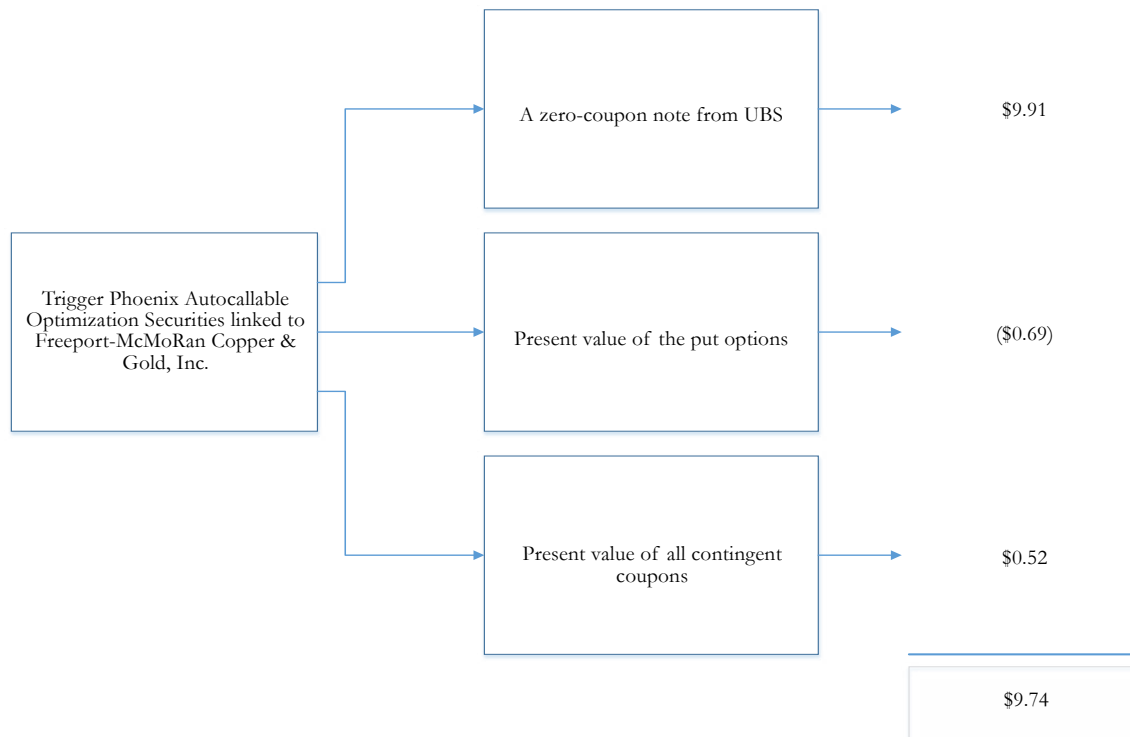 A zero-coupon note from UBS
$9.91
Trigger Phoenix Autocallable
Optimization Securities linked to
Freeport-McMoRan Copper &
Gold, Inc.
Present value of the put options
($0.69)
Present value of all contingent
coupons
$0.52
$9.74